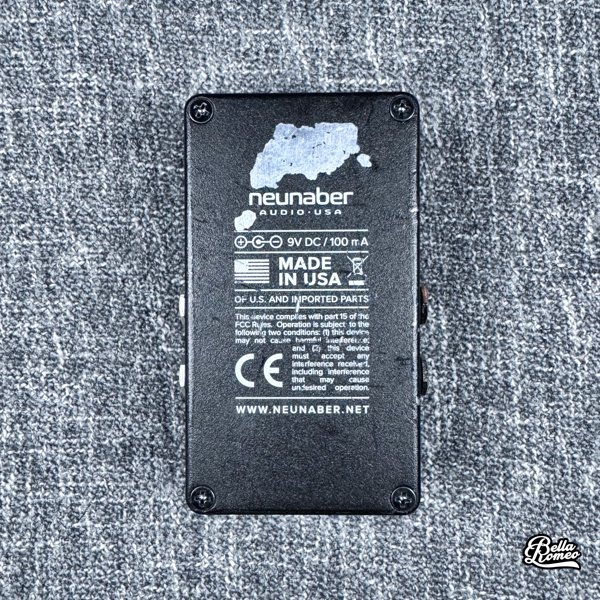 neunaber
AUDIO·USA
9V DC / 100 mA
MADE
IN USA
OF U.S. AND IMPORTED PARTS
This device complies with part 15 of the
FCC Rules. Operation is subject to the
following two conditions: (1) this device
may not cause harmful interference;
and (2) this device
must accept any
interference received,
including interference
that may cause
undesired operation.
CE
WWW.NEUNABER.NET
Bella
Romeo